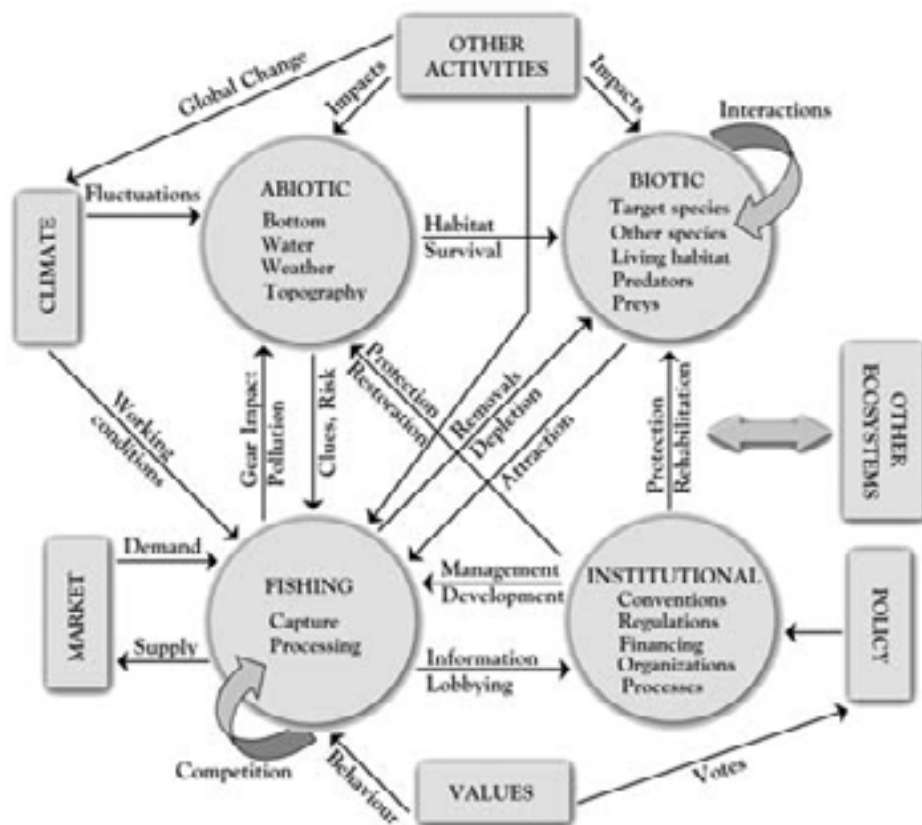 OTHER
ACTIVITIES
Global Change
Impacts
Impacts
Interactions
CLIMATE
Fluctuations
ABIOTIC
Bottom
Water
Weather
Topography
Habitat
Survival
BIOTIC
Target species
Other species
Living habitat
Predators
Preys
OTHER
ECCSYSTEMS
Working
conditions
Gear Impact
Pollution
Clues, Risk
Protection
Restoration
Removals
Depletion
Attraction
Protection
Rehabilitation
MARKET
Demand
Supply
FISHING
Capture
Processing
Management
Development
Information
Lobbying
INSTITUTIONAL
Conventions
Regulations
Financing
Organizations
Processes
POLICY
Competition
Behaviour
VALUES
Votes